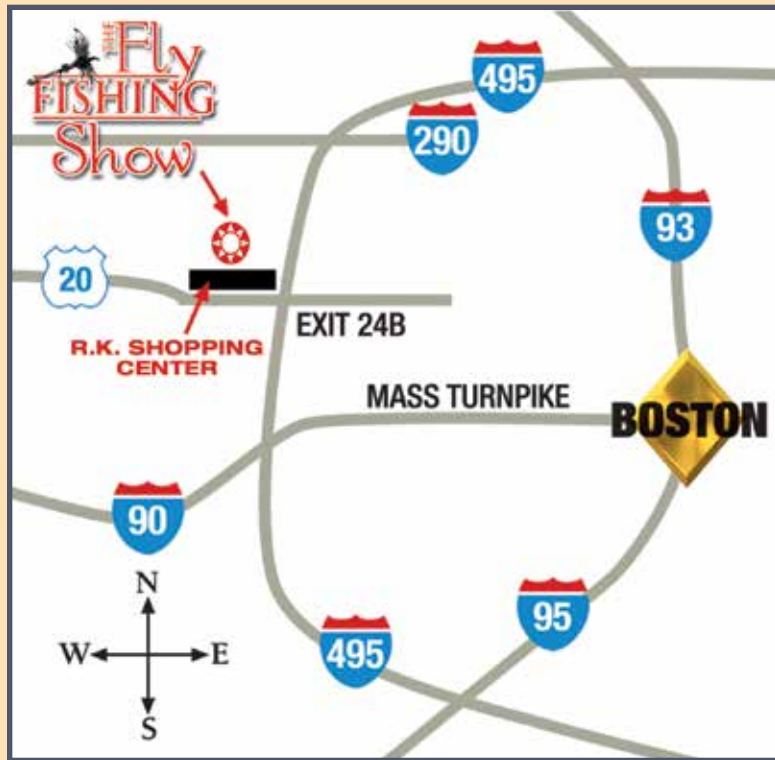 THE Fly
FISHING
Show
495
290
93
20
R.K. SHOPPING
CENTER
EXIT 24B
MASS TURNPIKE
BOSTON
90
95
495
N
W E
S